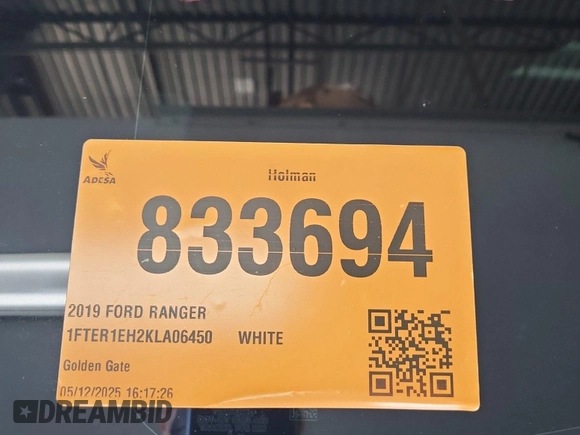 ADESA
Holman
833694
2019 FORD RANGER
1FTER1EH2KLA06450 WHITE
Golden Gate
05/12/2025 16:17:26
DREAMBID